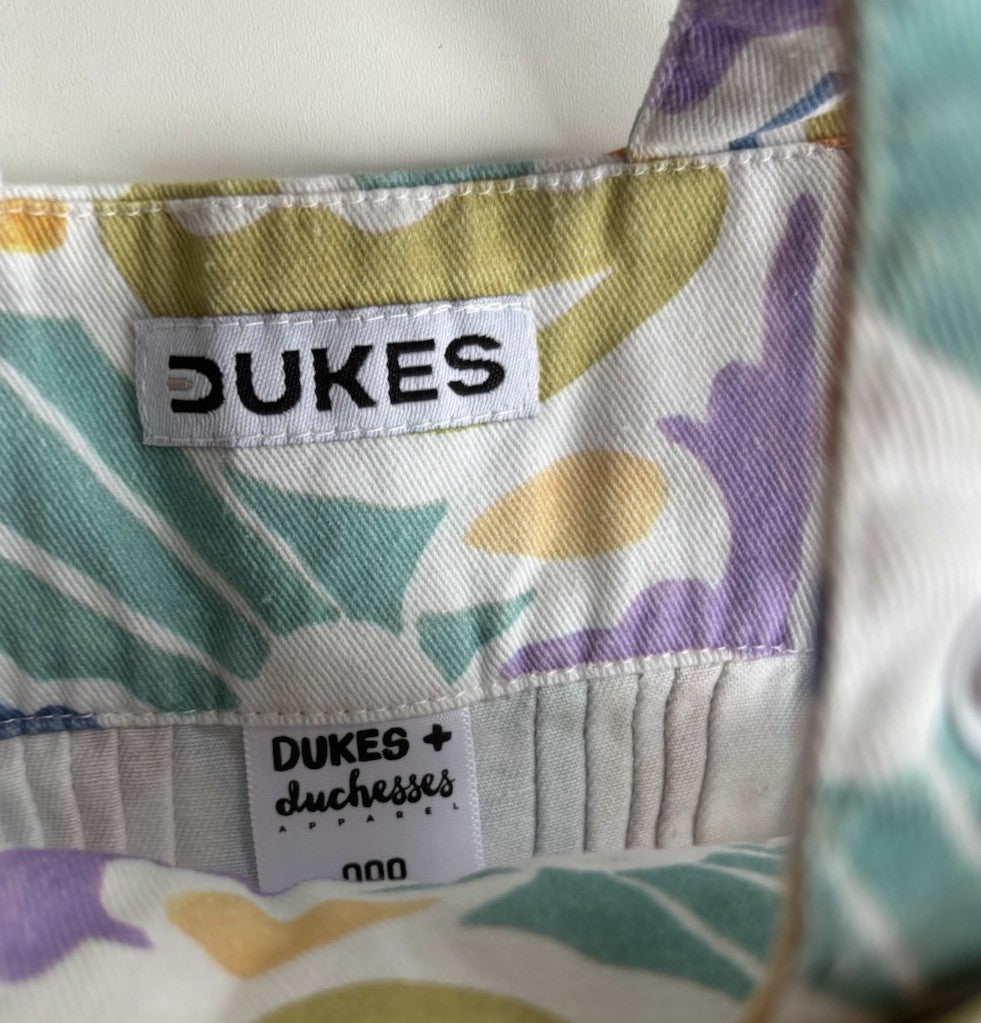 DUKES
DUKES +
duchesses
APPAREL
000